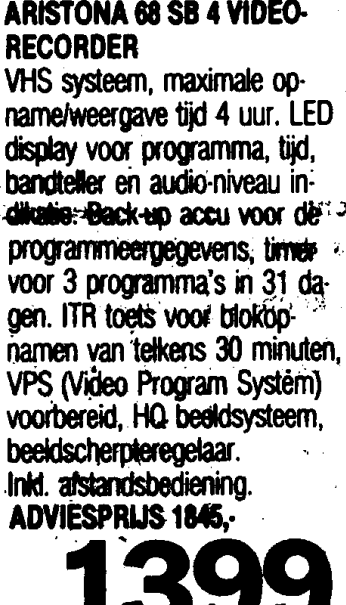 ARISTONA 68 SB 4 VIDEO-
RECORDER
VHS systeem, maximale op-
name/weergave tijd 4 uur. LED
display voor programma, tijd,
bandteller en audio-niveau in-
dikatie. Back-up accu voor de
programmeergegevens, timer
voor 3 programma's in 31 da-
gen. ITR toets voor blokop-
namen van telkens 30 minuten,
VPS (Video Program System)
voorbereid, HQ beeldsysteem,
beeldscherpteregelaar.
Inkl. afstandsbediening.
ADVIESPRIJS 1845,-
1399